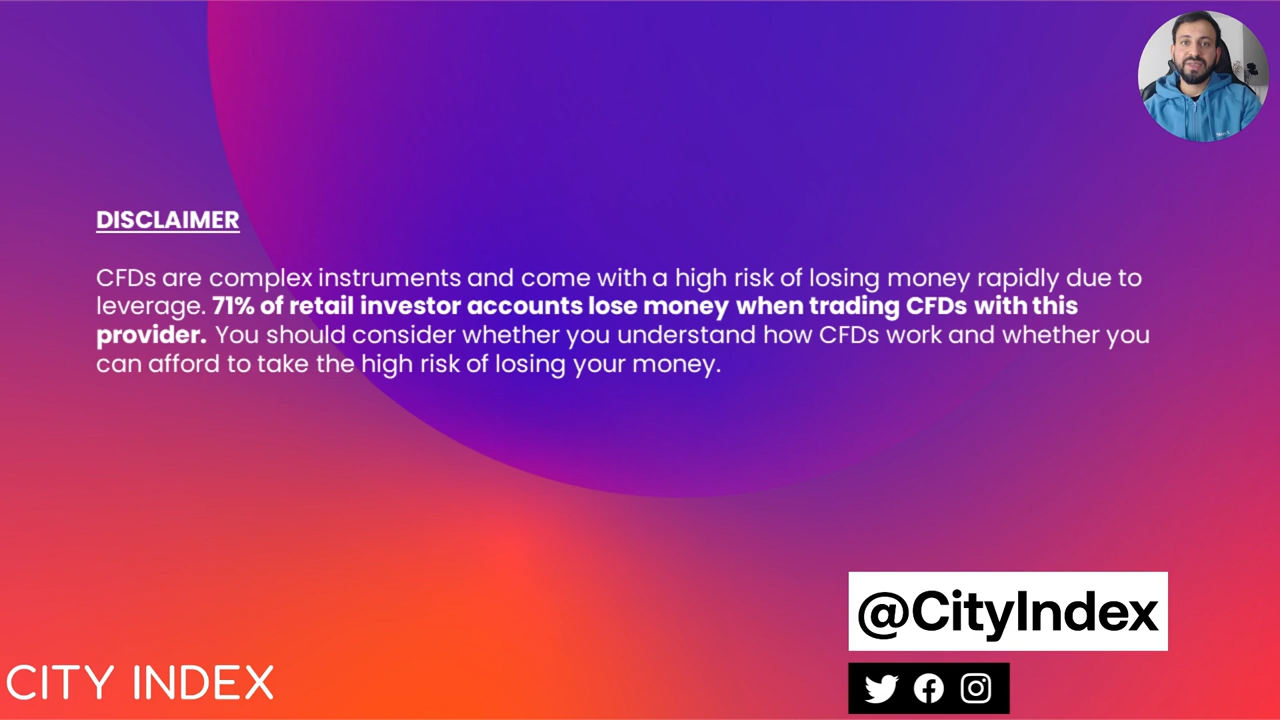 DISCLAIMER
CFDs are complex instruments and come with a high risk of losing money rapidly due to
leverage. 71% of retail investor accounts lose money when trading CFDs with this
provider. You should consider whether you understand how CFDs work and whether you
can afford to take the high risk of losing your money.
@CityIndex
CITY INDEX